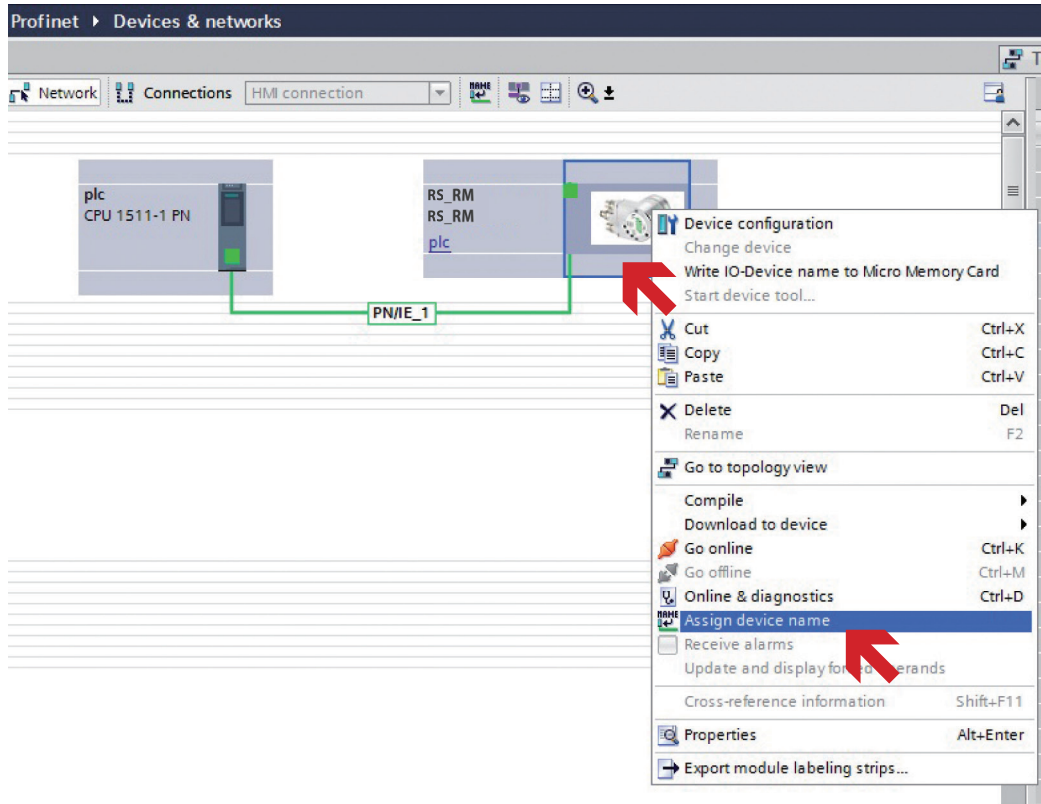 Profinet ▸ Devices & networks
T
Network Connections HMI connection NAME
plc
CPU 1511-1 PN
RS_RM
RS_RM
plc
PN/IE_1
Device configuration
Change device
Write IO-Device name to Micro Memory Card
Start device tool...
Cut Ctrl+X
Copy Ctrl+C
Paste Ctrl+V
Delete Del
Rename F2
Go to topology view
Compile
Download to device
Go online Ctrl+K
Go offline Ctrl+M
Online & diagnostics Ctrl+D
NAME Assign device name
Receive alarms
Update and display
Cross-reference information Shift+F11
Properties Alt+Enter
Export module labeling strips...